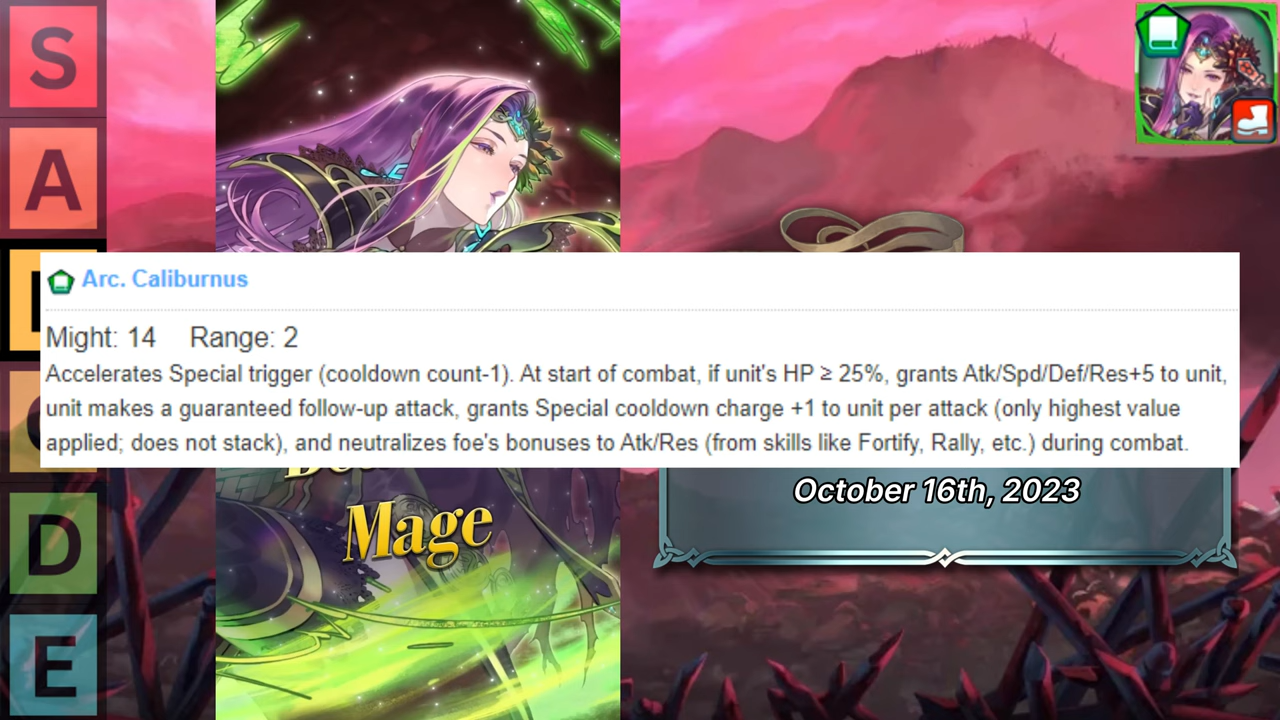 S
A
Arc. Caliburnus
Might: 14 Range: 2
Accelerates Special trigger (cooldown count-1). At start of combat, if unit's HP ≥ 25%, grants Atk/Spd/Def/Res+5 to unit,
unit makes a guaranteed follow-up attack, grants Special cooldown charge +1 to unit per attack (only highest value
applied; does not stack), and neutralizes foe's bonuses to Atk/Res (from skills like Fortify, Rally, etc.) during combat.
October 16th, 2023
Mage
D
E